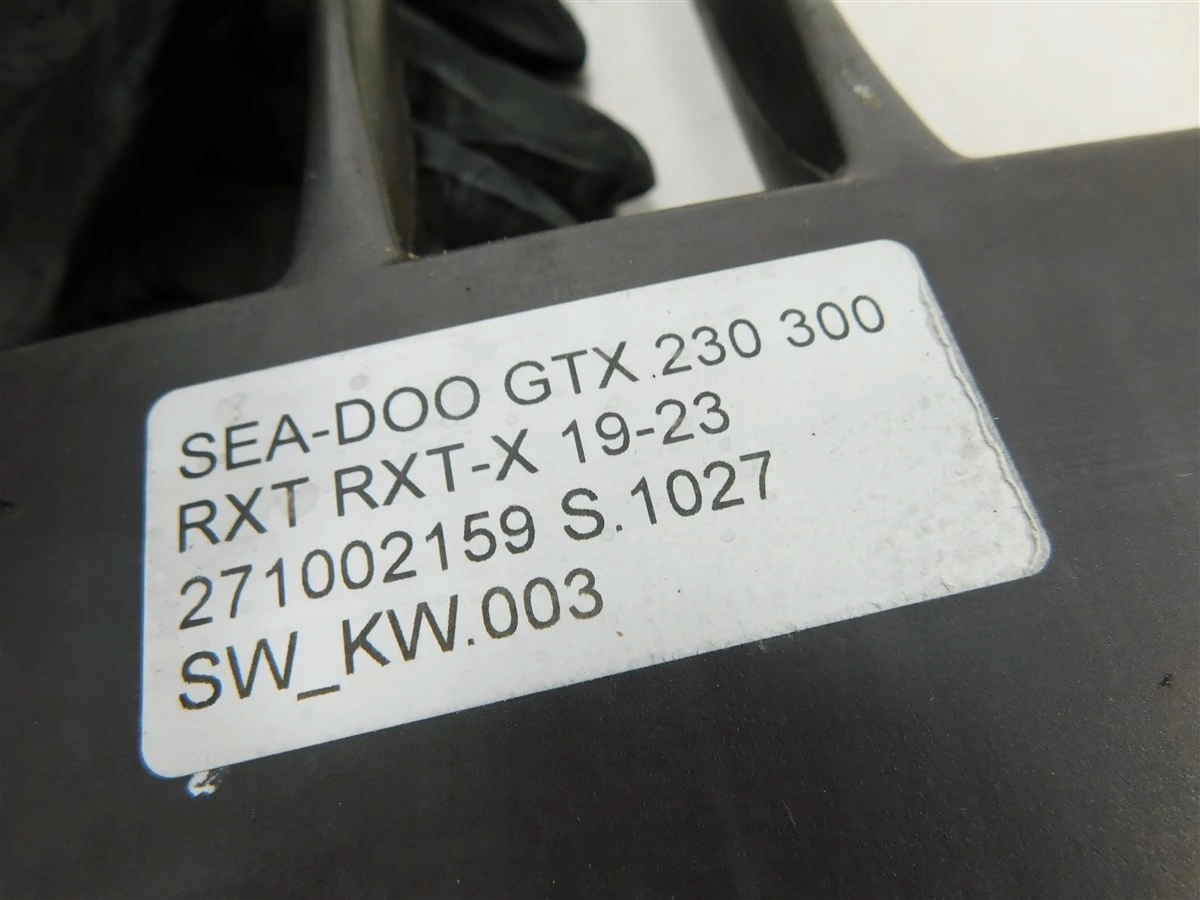 SEA-DOO GTX 230 300
RXT RXT-X 19-23
271002159 S.1027
SW_KW.003